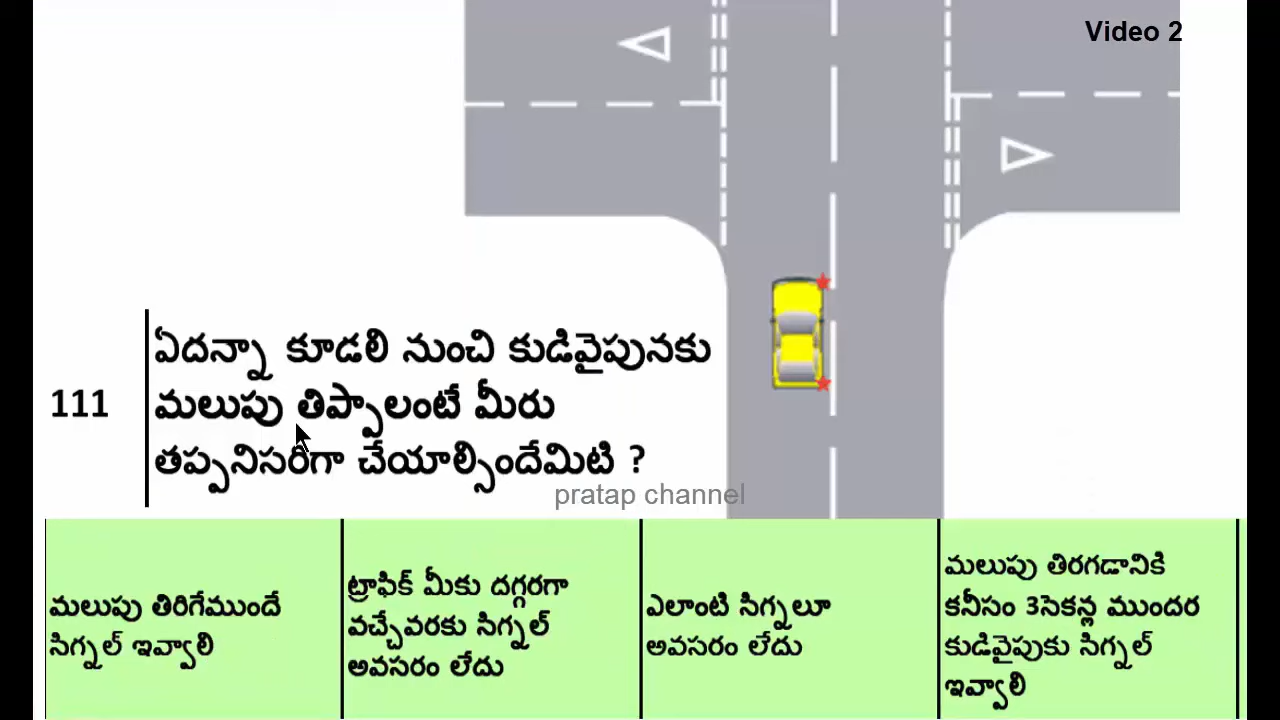 Video 2
111
ఏదన్నా కూడలి నుంచి కుడివైపునకు
మలుపు తిప్పాలంటే మీరు
తప్పనిసరిగా చేయాల్సిందేమిటి ?
pratap channel
మలుపు తిరిగేముందే
సిగ్నల్ ఇవ్వాలి
ట్రాఫిక్ మీకు దగ్గరగా
వచ్చేవరకు సిగ్నల్
అవసరం లేదు
ఎలాంటి సిగ్నలూ
అవసరం లేదు
మలుపు తిరగడానికి
కనీసం 3సెకన్ల ముందర
కుడివైపుకు సిగ్నల్
ఇవ్వాలి